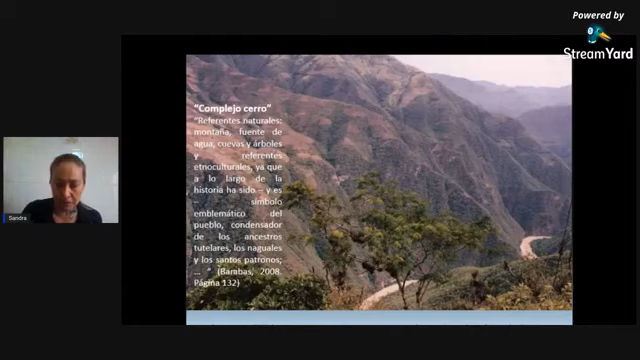 Powered by
StreamYard
“Complejo cerro”
“Referentes naturales:
montaña, fuente de
agua, cuevas y árboles
y referentes
etnoculturales, ya que
a lo largo de la
historia ha sido – y es
– símbolo
emblemático del
pueblo, condensador
de los ancestros
tutelares, los naguales
y los santos patronos;
… “ (Barabas, 2008.
Página 132)
Sandra